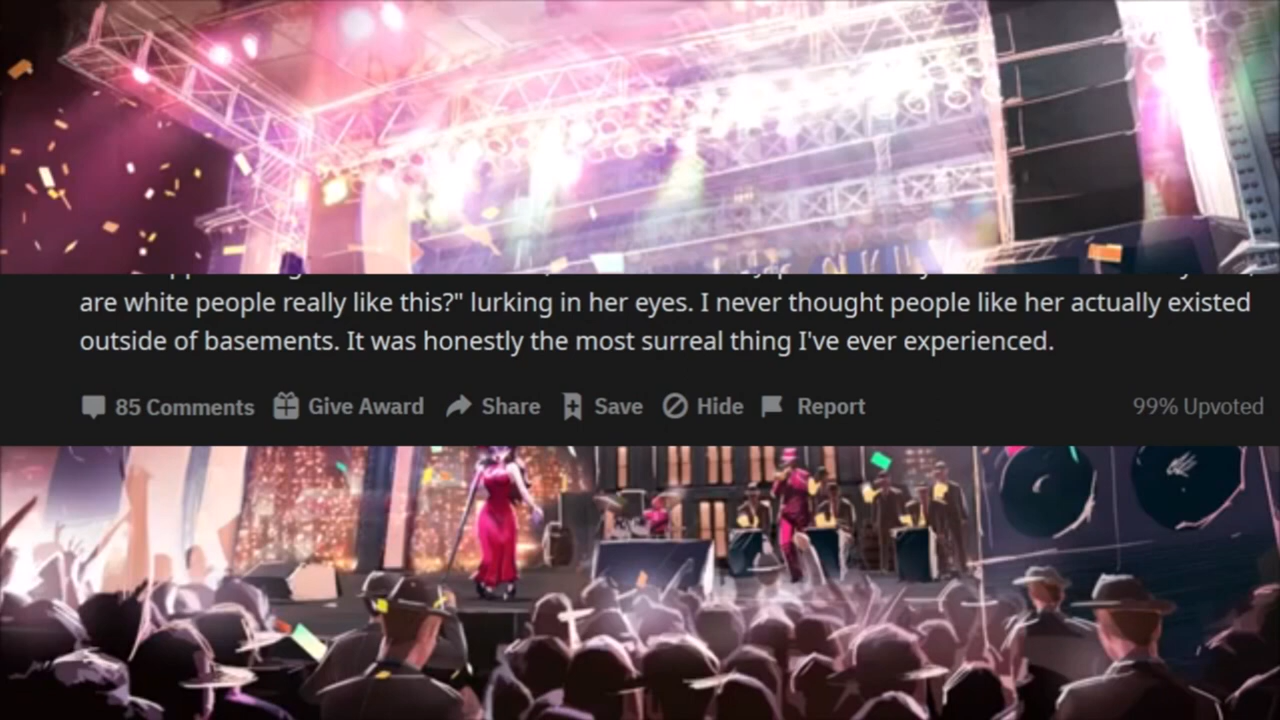 are white people really like this?" lurking in her eyes. I never thought people like her actually existed
outside of basements. It was honestly the most surreal thing I've ever experienced.
85 Comments Give Award Share Save Hide Report 99% Upvoted